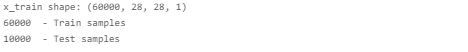 x_train shape: (60000, 28, 28, 1)
60000  - Train samples
10000  - Test samples